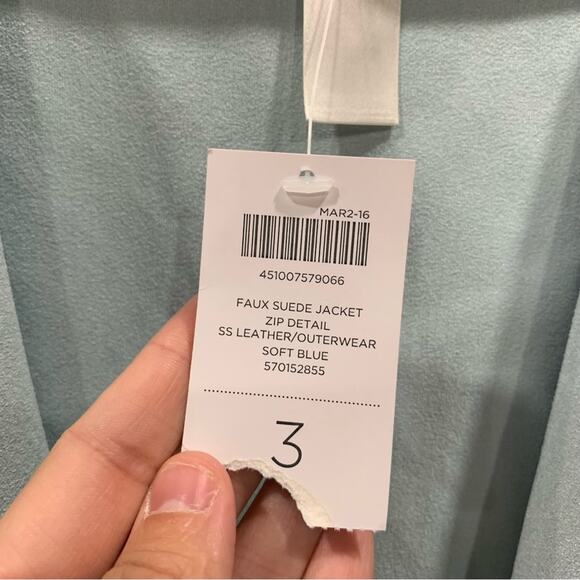 MAR2-16
451007579066
FAUX SUEDE JACKET
ZIP DETAIL
SS LEATHER/OUTERWEAR
SOFT BLUE
570152855
3